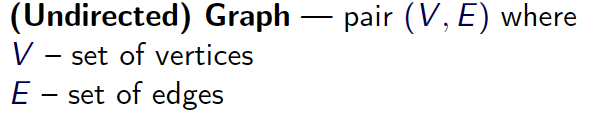 (Undirected) Graph — pair (V, E) where
V – set of vertices
E – set of edges